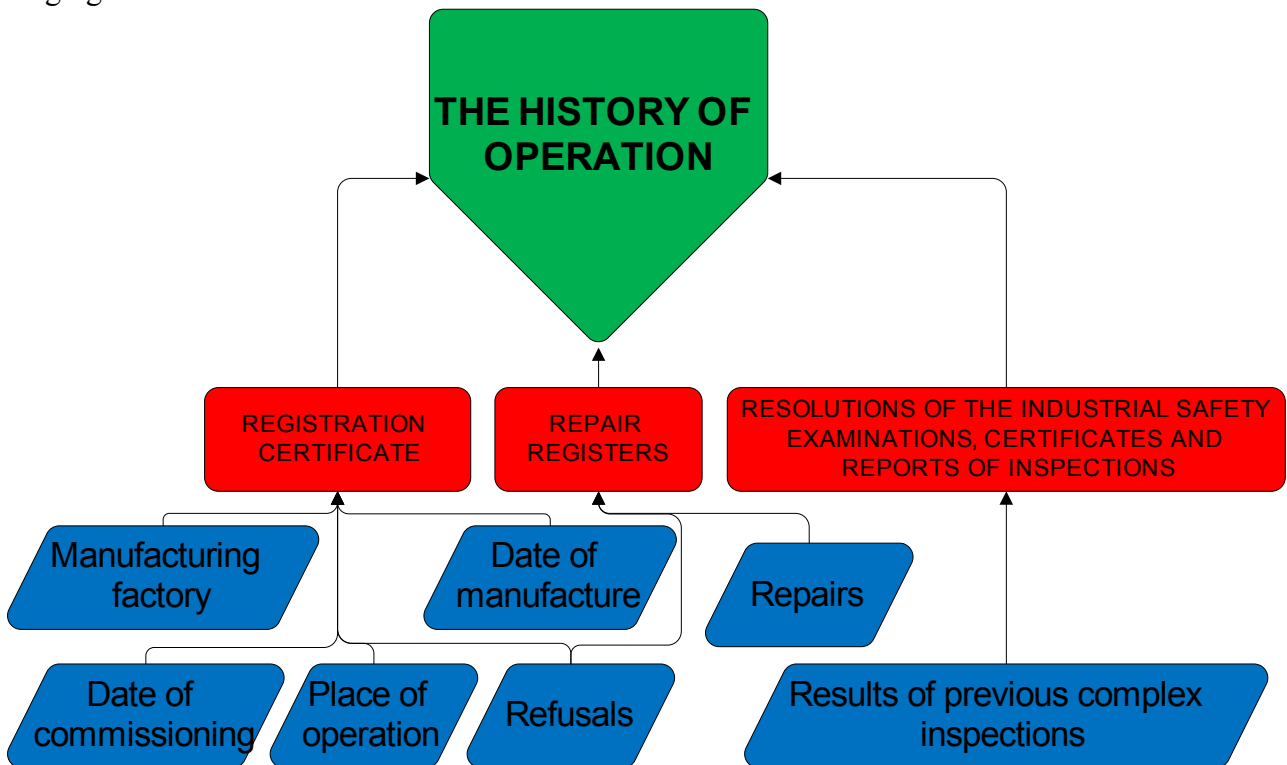 THE HISTORY OF
OPERATION
REGISTRATION
CERTIFICATE
REPAIR
REGISTERS
RESOLUTIONS OF THE INDUSTRIAL SAFETY
EXAMINATIONS, CERTIFICATES AND
REPORTS OF INSPECTIONS
Manufacturing
factory
Date of
manufacture
Repairs
Date of
commissioning
Place of
operation
Refusals
Results of previous complex
inspections